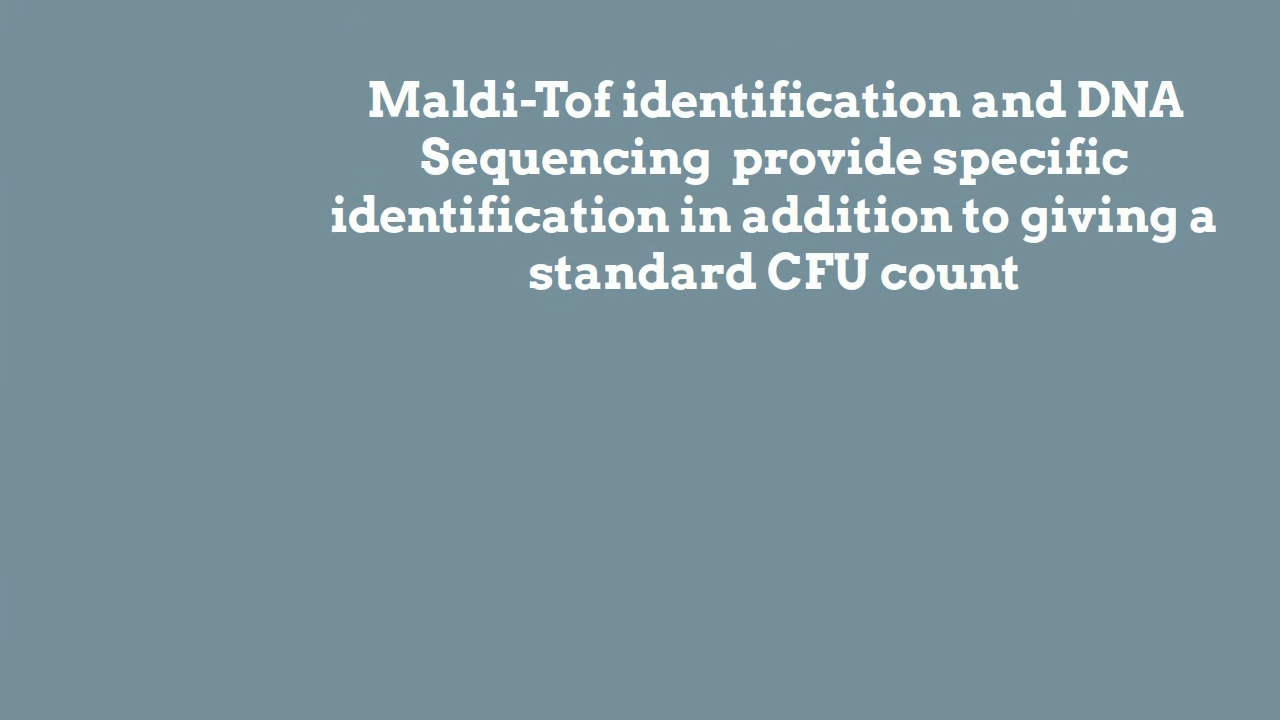 Maldi-Tof identification and DNA
Sequencing  provide specific
identification in addition to giving a
standard CFU count